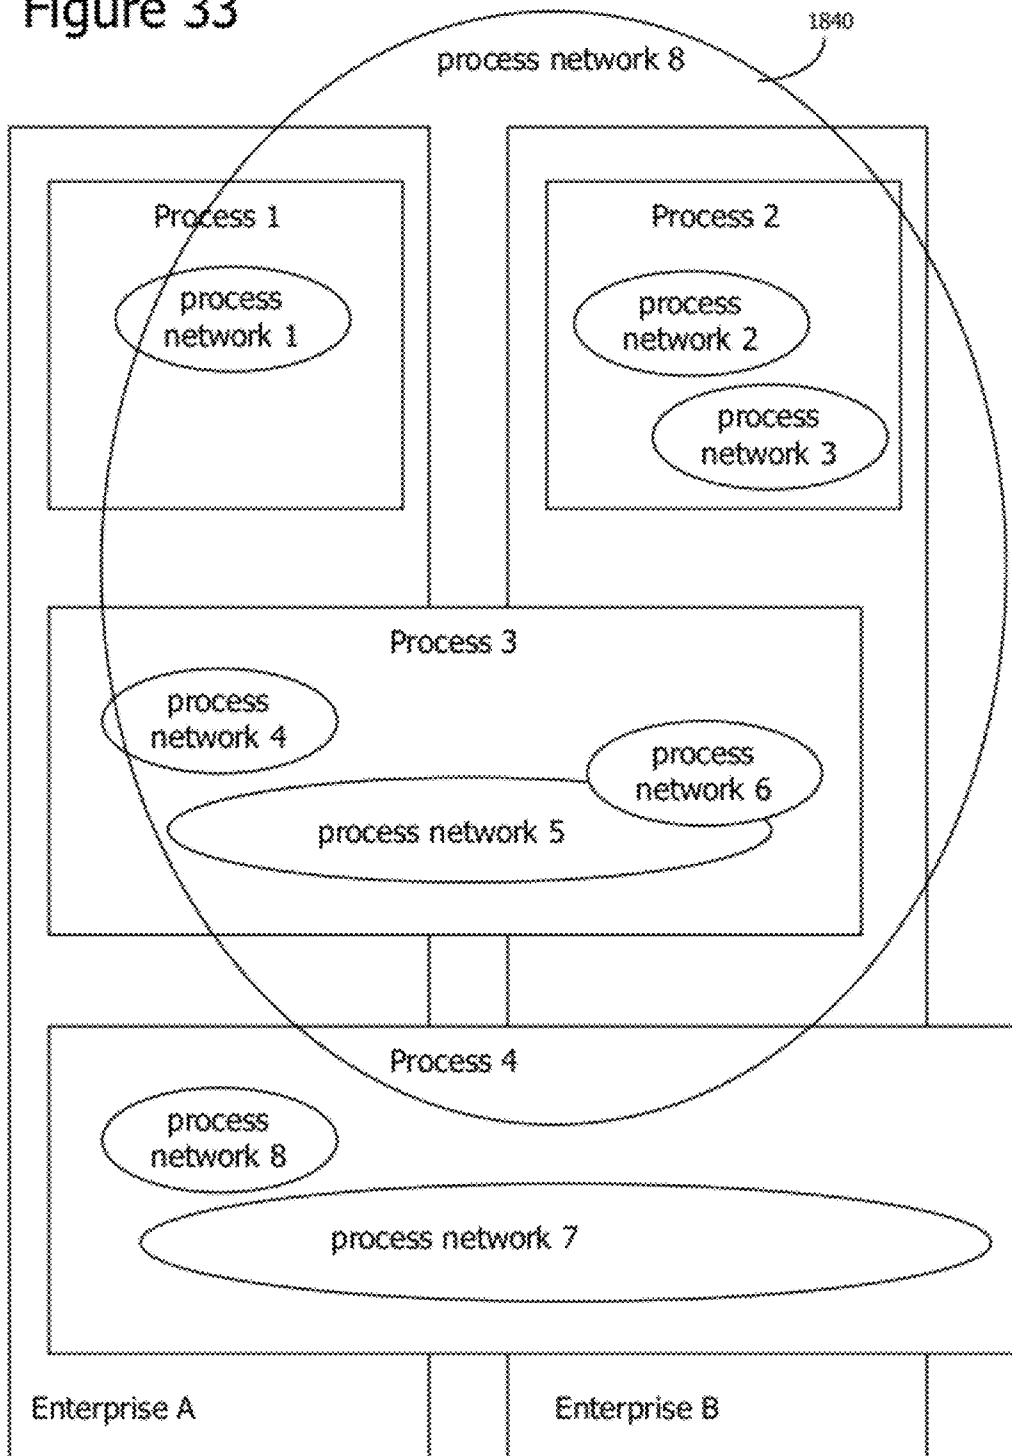 Figure 33
1840
process network 8
Process 1
Process 2
process
network 1
process
network 2
process
network 3
Process 3
process
network 4
process
network 6
process network 5
Process 4
process
network 8
process network 7
Enterprise A
Enterprise B